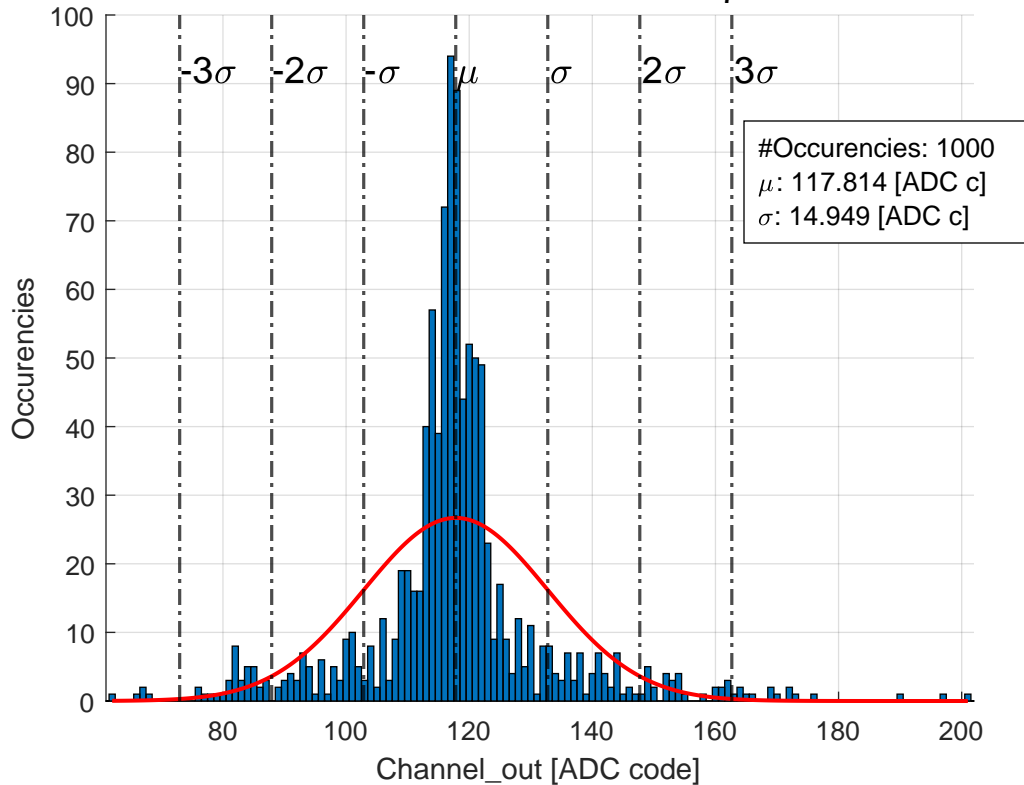 100
90
80
70
60
50
40
30
20
10
0
-3σ
-2σ
-σ
μ
σ
2σ
3σ
#Occurencies: 1000
μ: 117.814 [ADC c]
σ: 14.949 [ADC c]
Occurencies
80
100
120
140
160
180
200
Channel_out [ADC code]